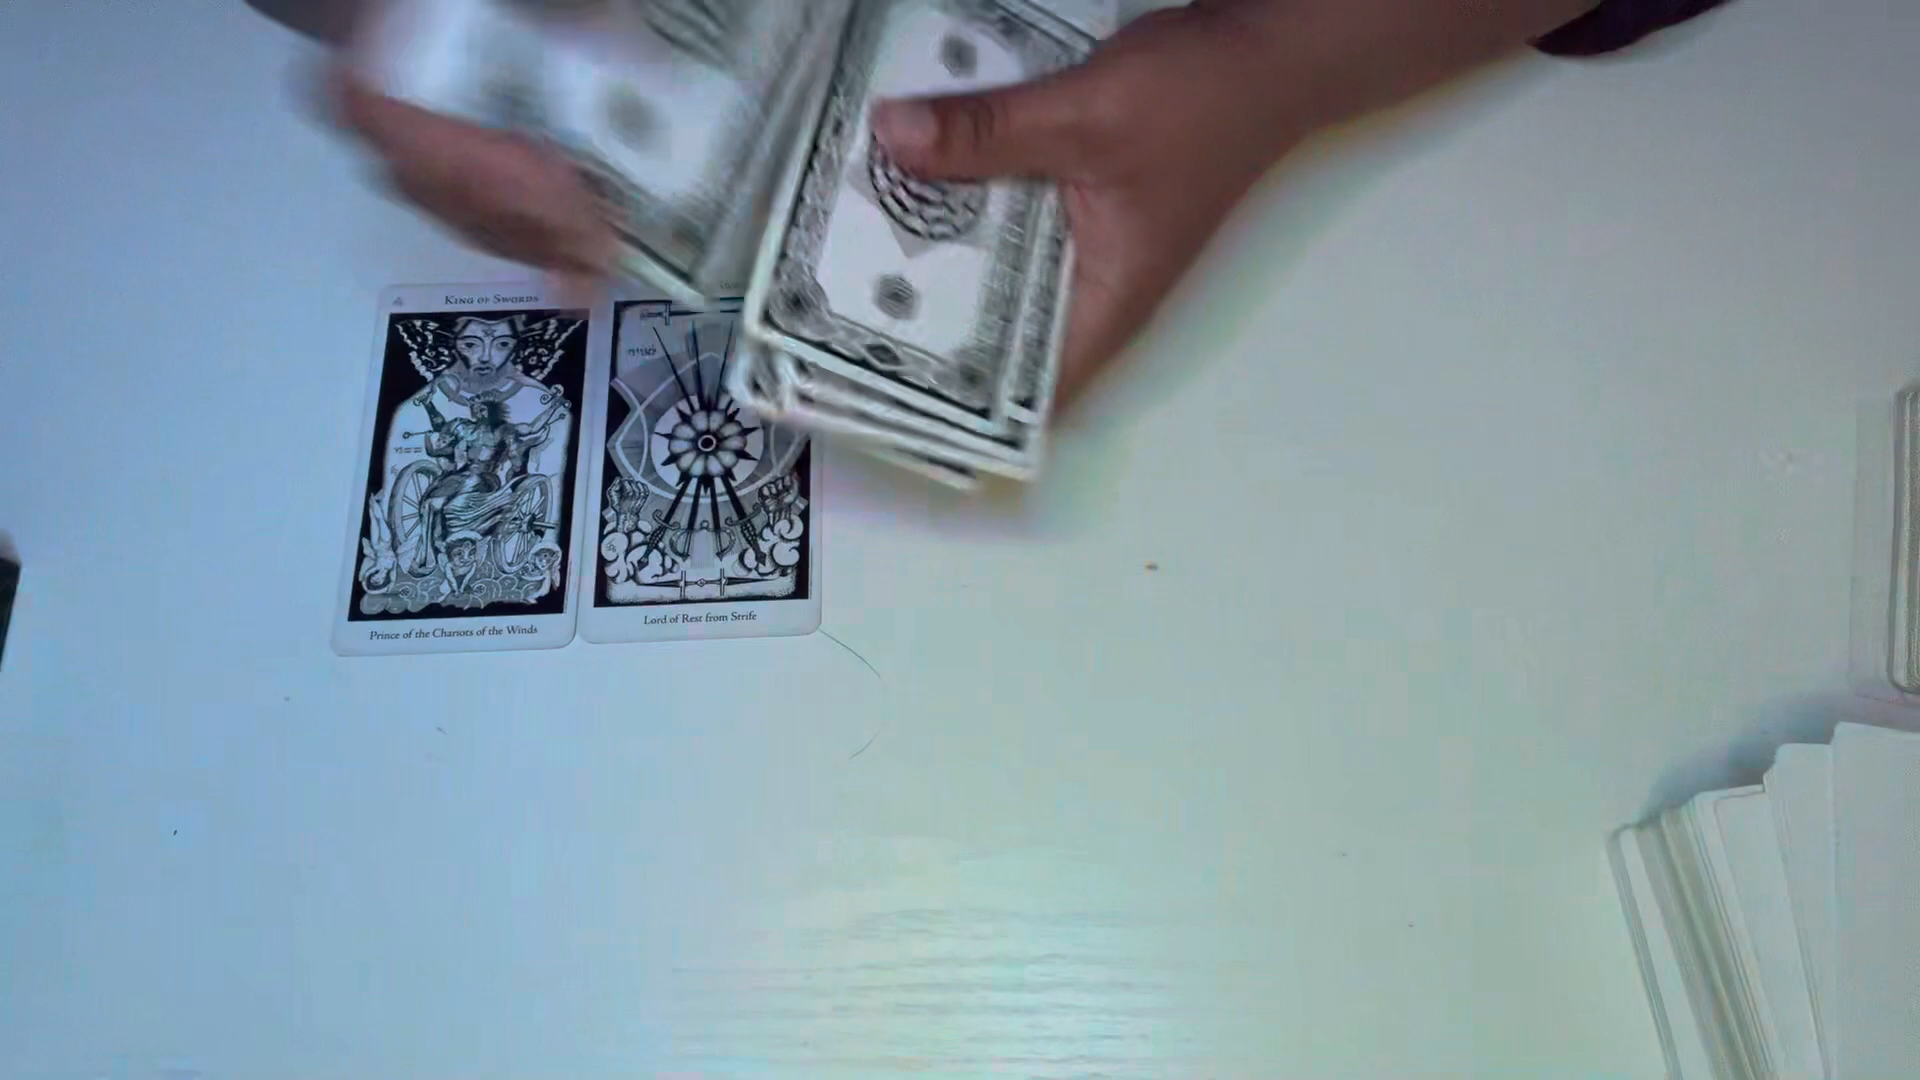 King of Swords
Prince of the Chariots of the Winds
Lord of Rest from Strife